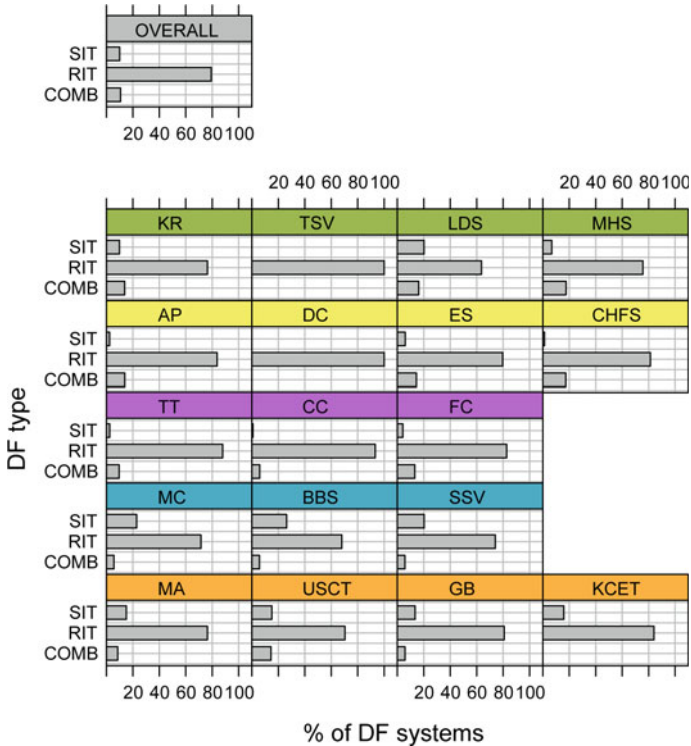 OVERALL
SIT
RIT
COMB
20 40 60 80 100
20 40 60 80 100 20 40 60 80 100
KR TSV LDS MHS
SIT
RIT
COMB
AP DC ES CHFS
SIT
RIT
COMB
TT CC FC
SIT
RIT
COMB
MC BBS SSV
SIT
RIT
COMB
MA USCT GB KCET
SIT
RIT
COMB
20 40 60 80 100 20 40 60 80 100
DF type
% of DF systems